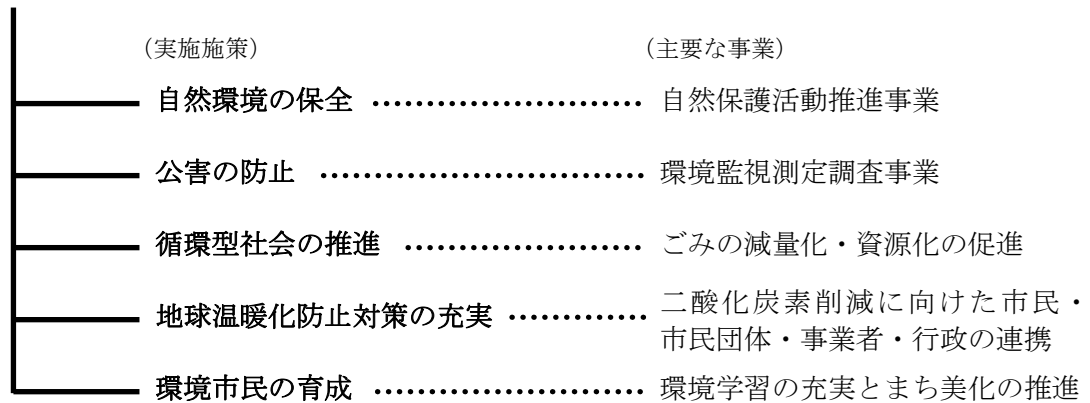 （実施施策） （主要な事業）
自然環境の保全 ……………………… 自然保護活動推進事業
公害の防止 ………………………… 環境監視測定調査事業
循環型社会の推進 …………………… ごみの減量化・資源化の促進
地球温暖化防止対策の充実 ………… 二酸化炭素削減に向けた市民・
市民団体・事業者・行政の連携
環境市民の育成 ……………………… 環境学習の充実とまち美化の推進